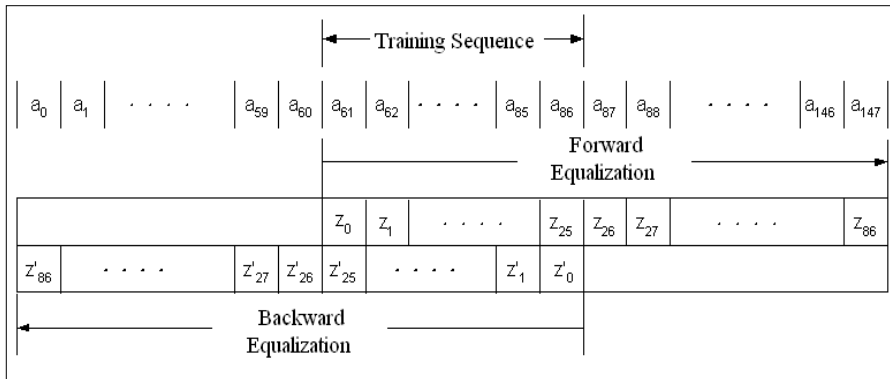 Training Sequence
a0 a1 · · · · a59 a60 a61 a62 · · · · a85 a86 a87 a88 · · · · a146 a147
Forward
Equalization
Z0 Z1 · · · · Z25 Z26 Z27 · · · · Z86
Z'86 · · · · Z'27 Z'26 Z'25 · · · · Z'1 Z'0
Backward
Equalization